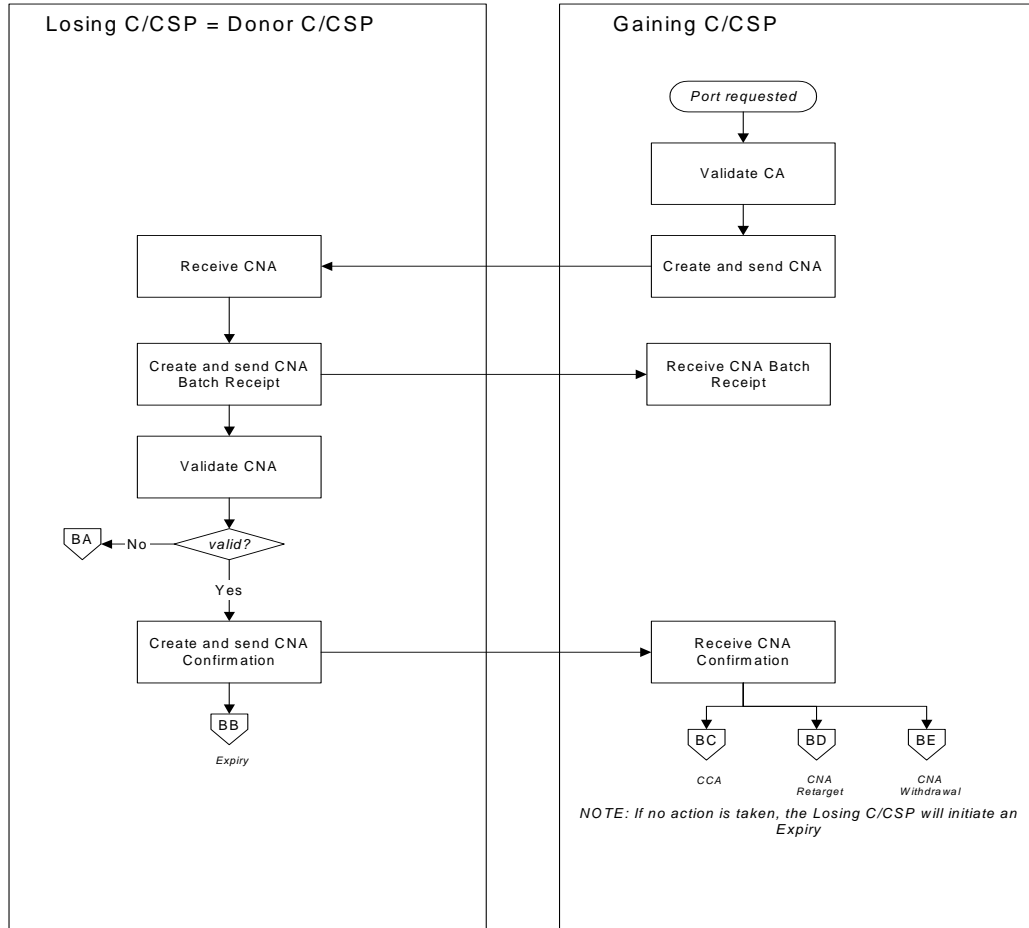 Losing C/CSP = Donor C/CSP
Gaining C/CSP
Port requested
Validate CA
Receive CNA
Create and send CNA
Create and send CNA
Batch Receipt
Receive CNA Batch
Receipt
Validate CNA
BA
No
valid?
Yes
Create and send CNA
Confirmation
Receive CNA
Confirmation
BB
Expiry
BC
BD
BE
CCA
CNA
Retarget
CNA
Withdrawal
NOTE: If no action is taken, the Losing C/CSP will initiate an
Expiry